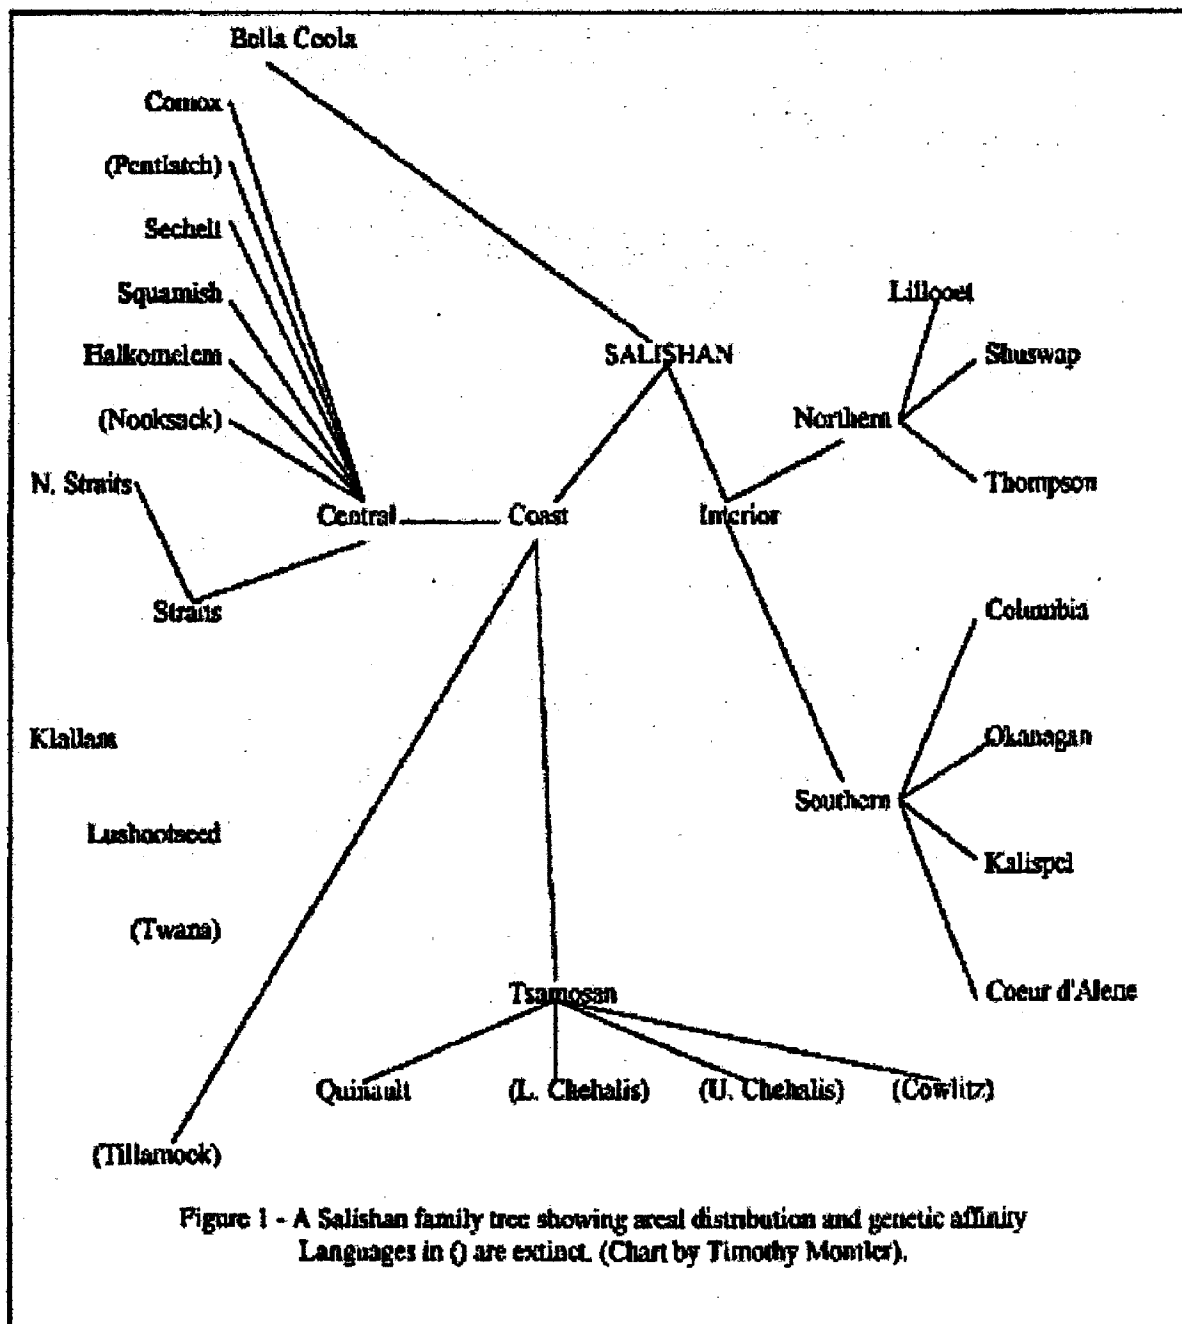 Bella Coola
Comox
(Pentlatch)
Sechelt
Squamish
Halkomelem
(Nooksack)
N. Straits
Straits
Klallam
Lushootseed
(Twana)
(Tillamook)
SALISHAN
Central
Coast
Interior
Northern
Lillooet
Shuswap
Thompson
Southern
Columbia
Okanagan
Kalispel
Coeur d'Alene
Tsamosan
Quinault
(L. Chehalis)
(U. Chehalis)
(Cowlitz)
Figure 1 - A Salishan family tree showing areal distribution and genetic affinity
Languages in () are extinct. (Chart by Timothy Montler).